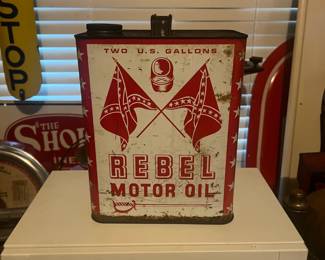 STOP
TWO U.S. GALLONS
THE
REBEL
MOTOR OIL